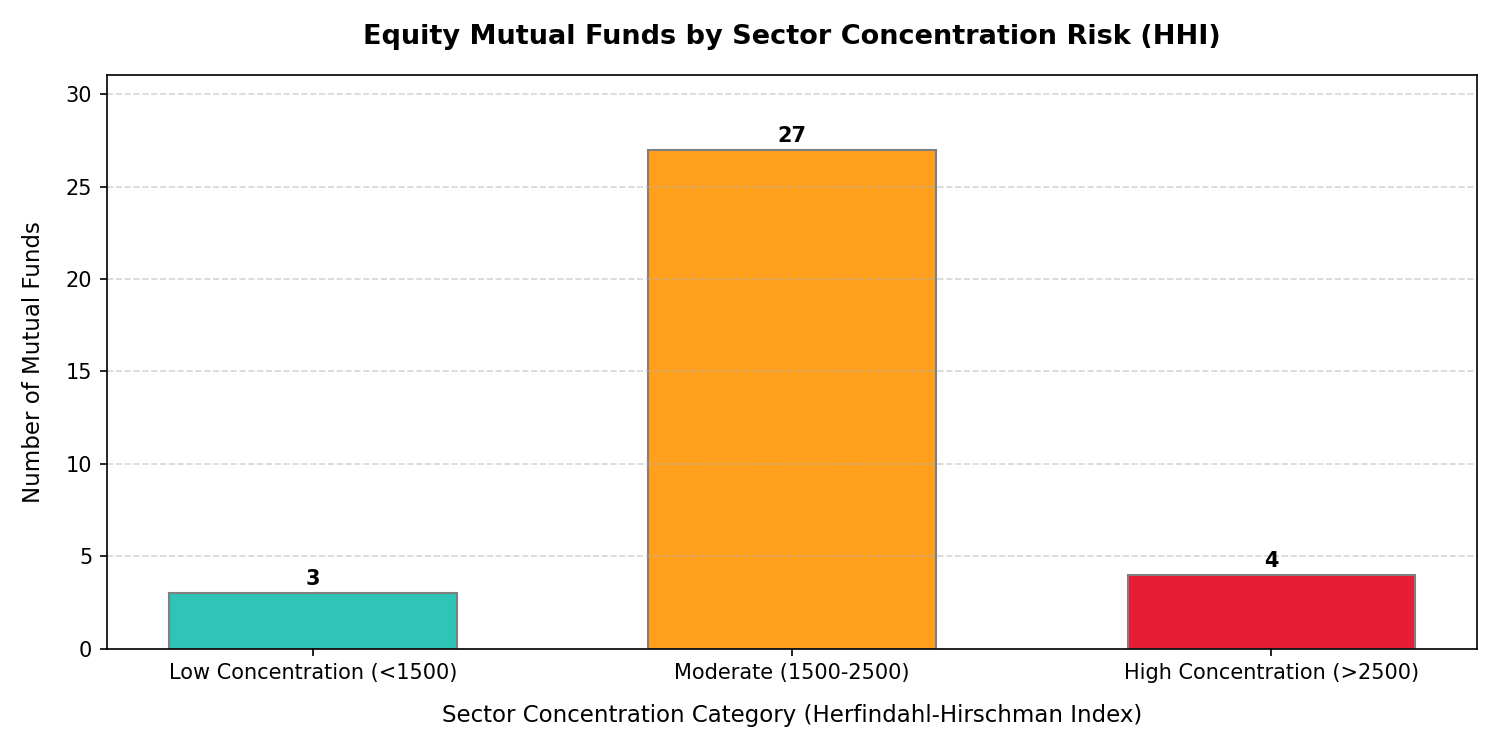 Equity Mutual Funds by Sector Concentration Risk (HHI)
Number of Mutual Funds
30
25
20
15
10
5
0
3
27
4
Low Concentration (<1500)
Moderate (1500-2500)
High Concentration (>2500)
Sector Concentration Category (Herfindahl-Hirschman Index)